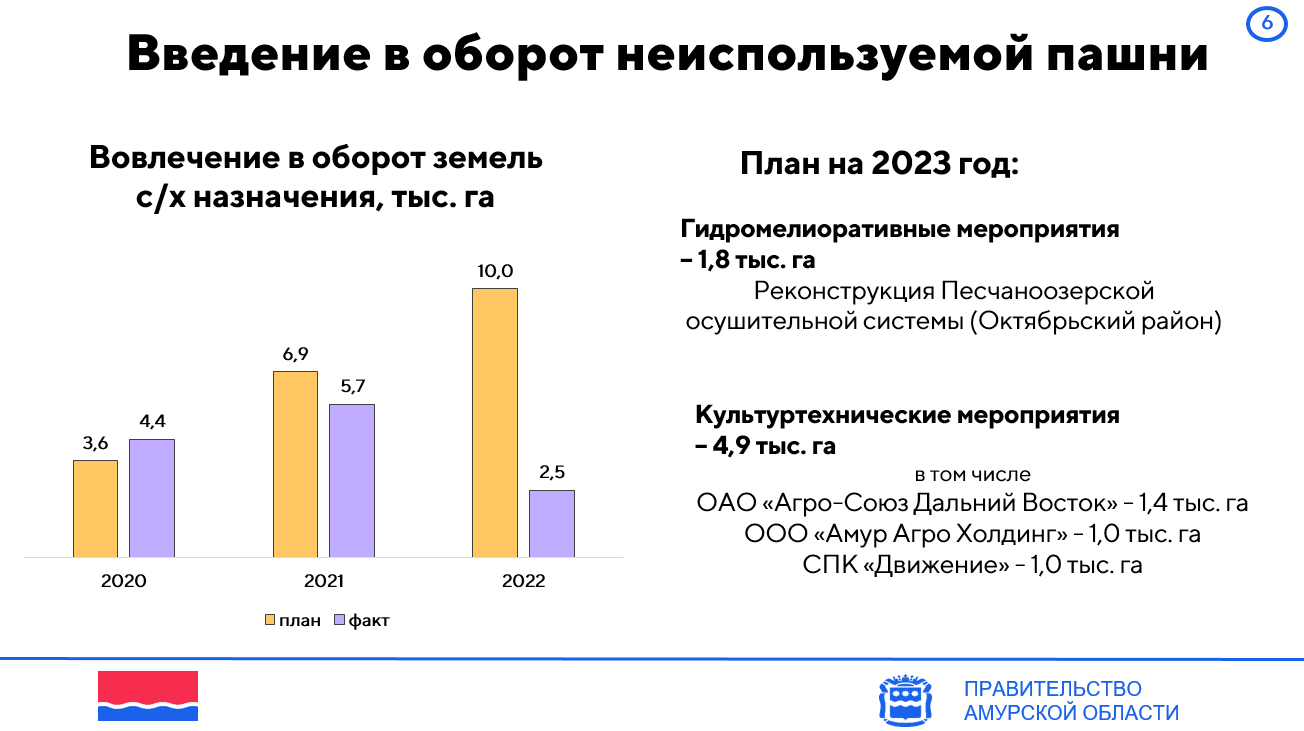 6
Введение в оборот неиспользуемой пашни
Вовлечение в оборот земель
с/х назначения, тыс. га
10,0
6,9
5,7
4,4
3,6
2,5
2020 2021 2022
план факт
План на 2023 год:
Гидромелиоративные мероприятия
– 1,8 тыс. га
Реконструкция Песчаноозерской
осушительной системы (Октябрьский район)
Культуртехнические мероприятия
– 4,9 тыс. га
в том числе
ОАО «Агро-Союз Дальний Восток» - 1,4 тыс. га
ООО «Амур Агро Холдинг» - 1,0 тыс. га
СПК «Движение» - 1,0 тыс. га
ПРАВИТЕЛЬСТВО
АМУРСКОЙ ОБЛАСТИ